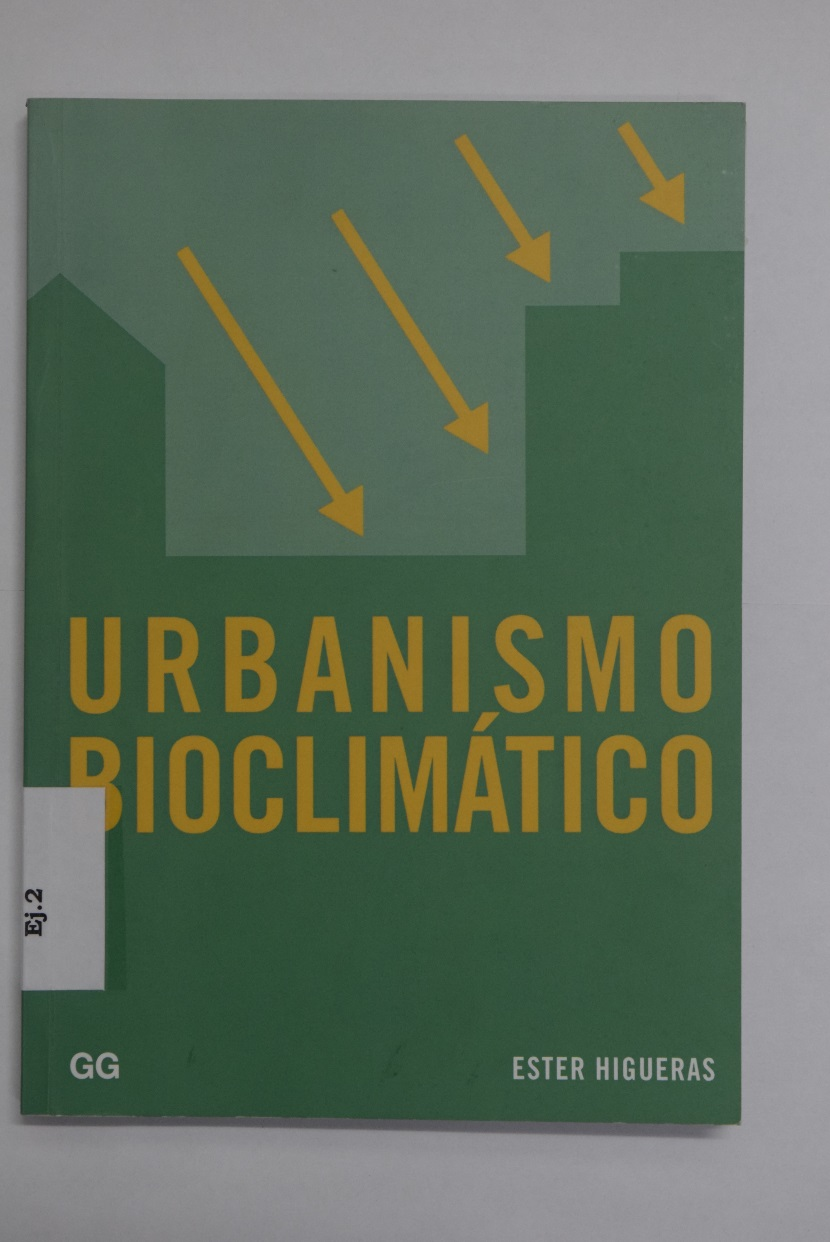 URBANISMO
BIOCLIMÁTICO
Ej.2
GG
ESTER HIGUERAS